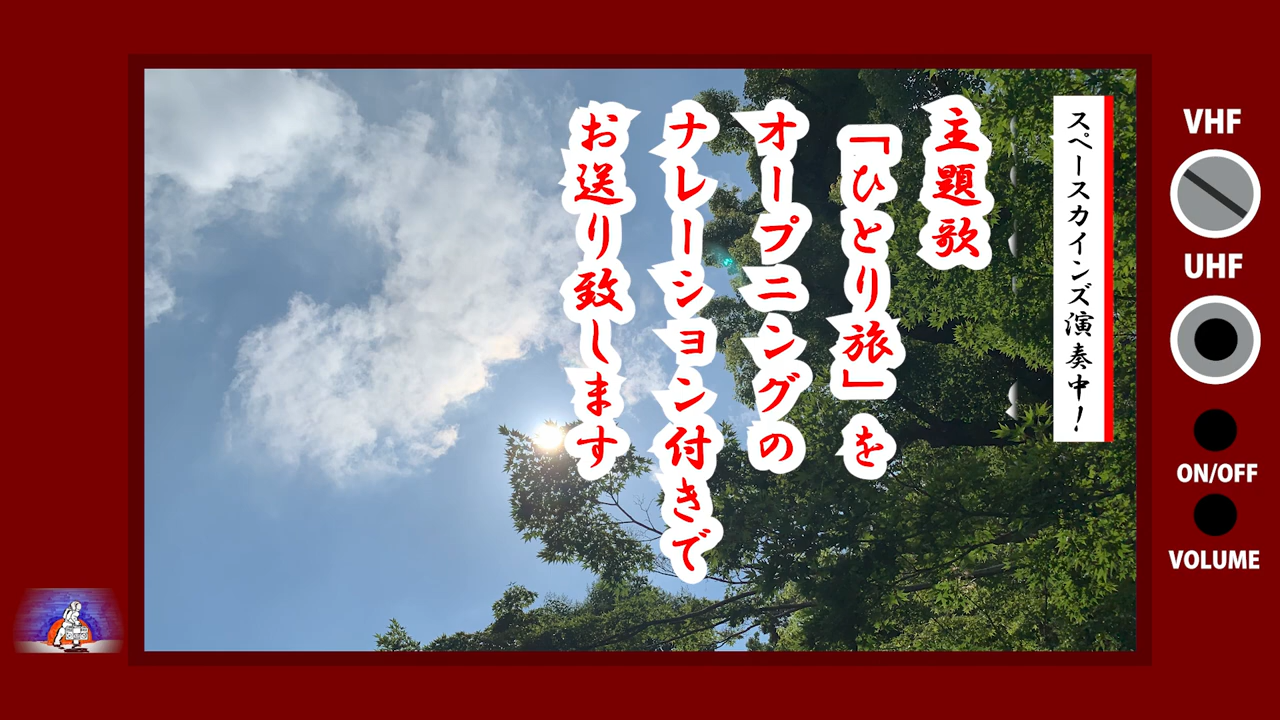 スペースカインズ演奏中!
主題歌
「ひとり旅」を
オープニングの
ナレーション付きで
お送り致します
VHF
UHF
ON/OFF
VOLUME